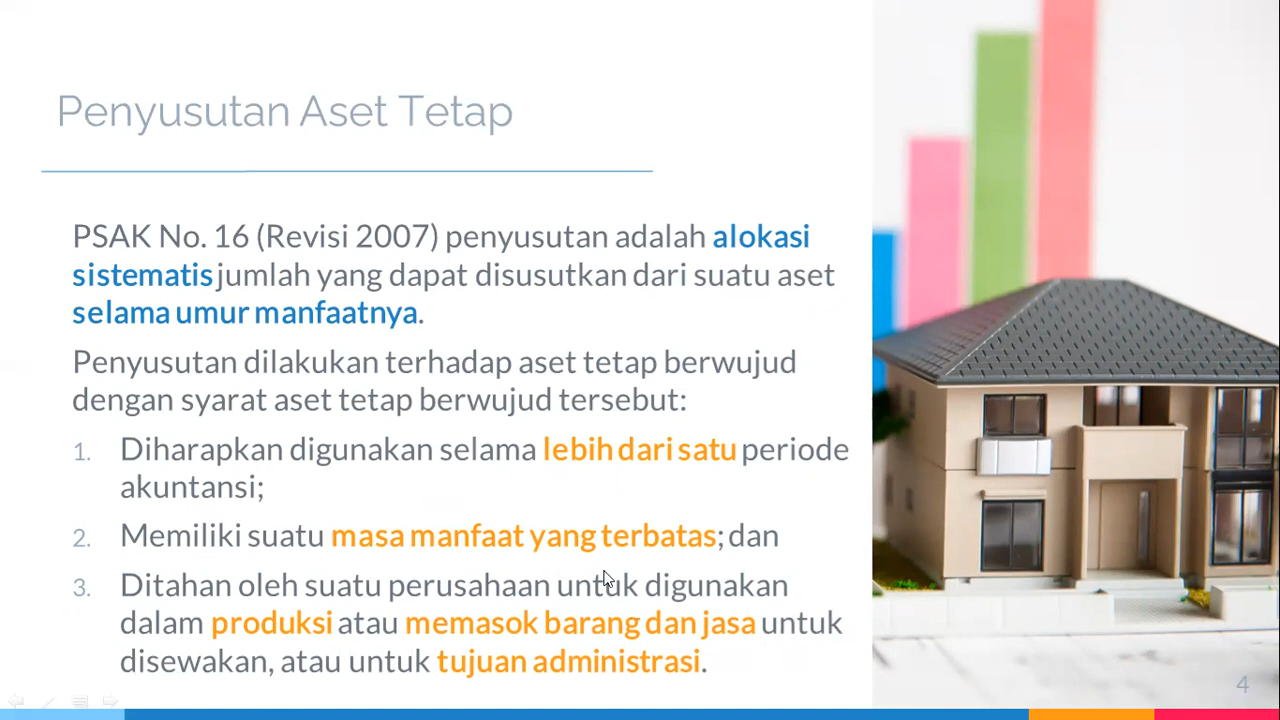 Penyusutan Aset Tetap
PSAK No. 16 (Revisi 2007) penyusutan adalah alokasi
sistematis jumlah yang dapat disusutkan dari suatu aset
selama umur manfaatnya.
Penyusutan dilakukan terhadap aset tetap berwujud
dengan syarat aset tetap berwujud tersebut:
1. Diharapkan digunakan selama lebih dari satu periode
akuntansi;
2. Memiliki suatu masa manfaat yang terbatas; dan
3. Ditahan oleh suatu perusahaan untuk digunakan
dalam produksi atau memasok barang dan jasa untuk
disewakan, atau untuk tujuan administrasi.
4